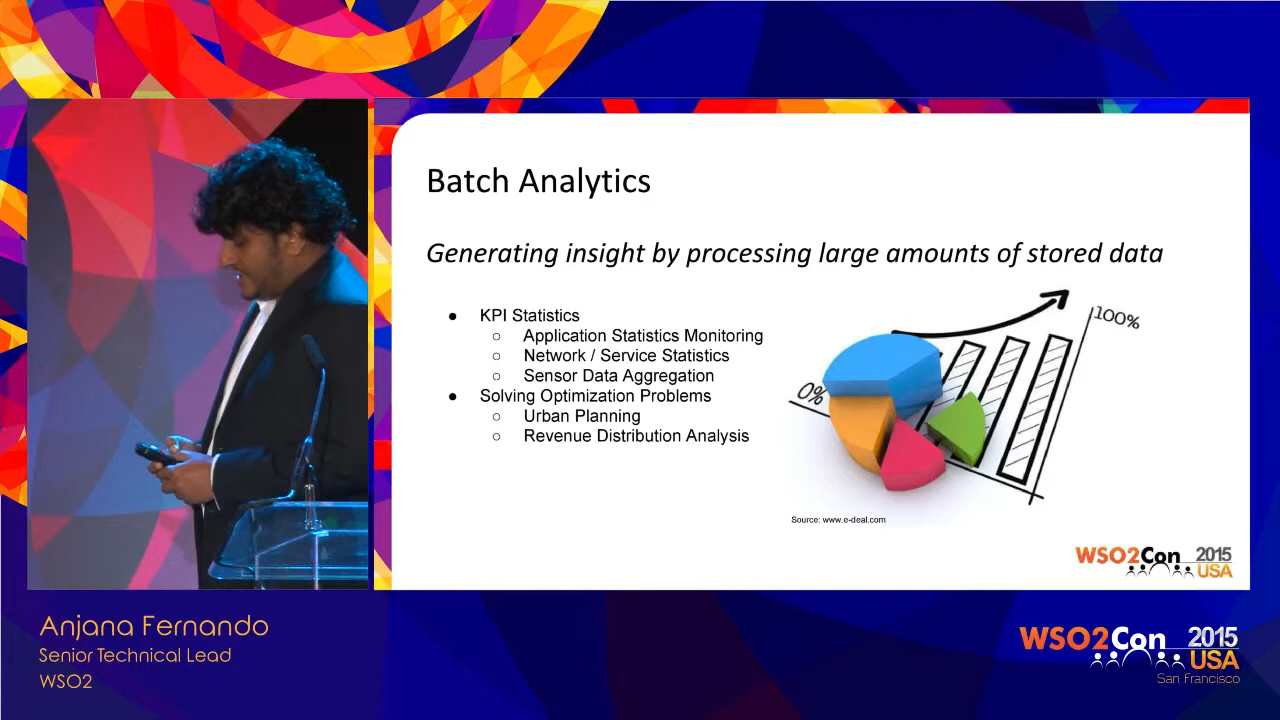 Batch Analytics
Generating insight by processing large amounts of stored data
● KPI Statistics
○ Application Statistics Monitoring
○ Network / Service Statistics
○ Sensor Data Aggregation
● Solving Optimization Problems
○ Urban Planning
○ Revenue Distribution Analysis
0%
100%
Source: www.e-deal.com
WSO2Con 2015
USA
Anjana Fernando
Senior Technical Lead
WSO2
WSO2Con 2015
USA
San Francisco